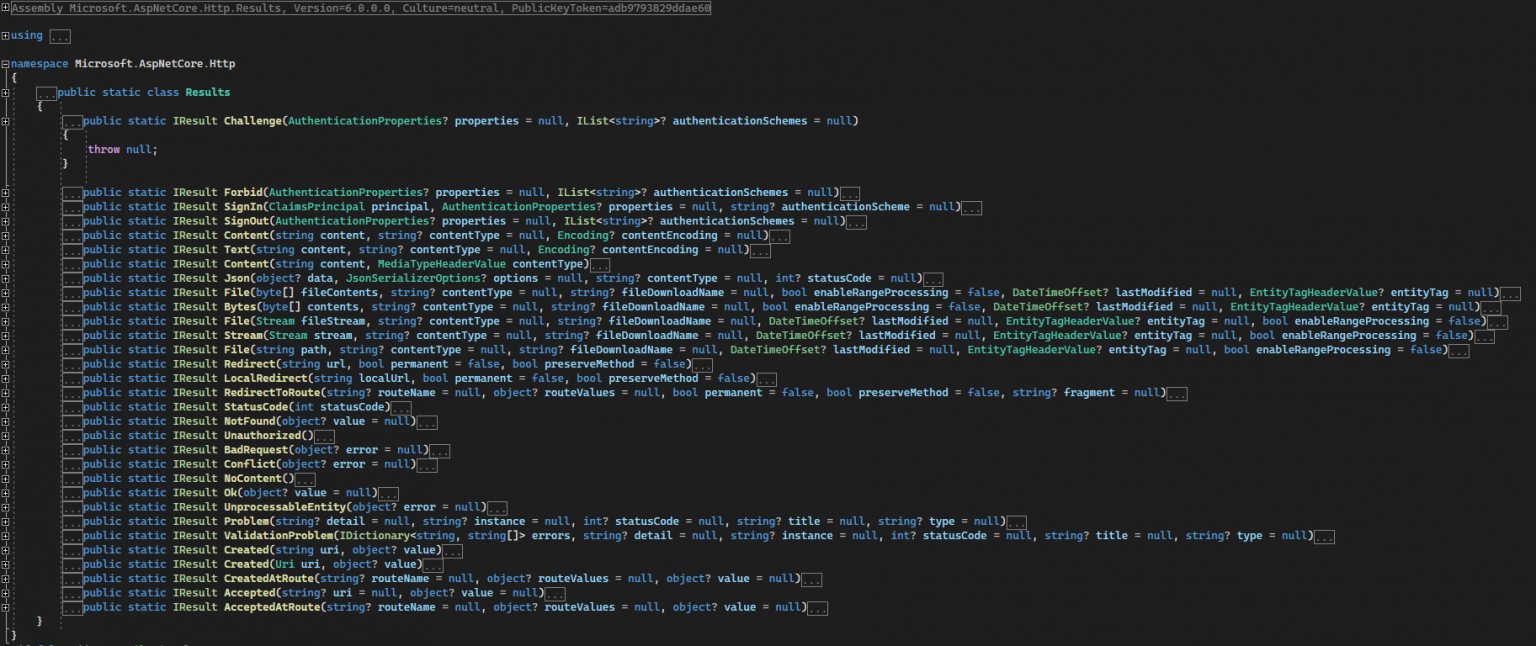 Assembly Microsoft.AspNetCore.Http.Results, Version=6.0.0.0, Culture=neutral, PublicKeyToken=adb9793829ddae60
using ...
namespace Microsoft.AspNetCore.Http
{
...public static class Results
{
...public static IResult Challenge(AuthenticationProperties? properties = null, IList<string>? authenticationSchemes = null)
{
throw null;
}
...public static IResult Forbid(AuthenticationProperties? properties = null, IList<string>? authenticationSchemes = null)...
...public static IResult SignIn(ClaimsPrincipal principal, AuthenticationProperties? properties = null, string? authenticationScheme = null)...
...public static IResult SignOut(AuthenticationProperties? properties = null, IList<string>? authenticationSchemes = null)...
...public static IResult Content(string content, string? contentType = null, Encoding? contentEncoding = null)...
...public static IResult Text(string content, string? contentType = null, Encoding? contentEncoding = null)...
...public static IResult Content(string content, MediaTypeHeaderValue contentType)...
...public static IResult Json(object? data, JsonSerializerOptions? options = null, string? contentType = null, int? statusCode = null)...
...public static IResult File(byte[] fileContents, string? contentType = null, string? fileDownloadName = null, bool enableRangeProcessing = false, DateTimeOffset? lastModified = null, EntityTagHeaderValue? entityTag = null)...
...public static IResult Bytes(byte[] contents, string? contentType = null, string? fileDownloadName = null, bool enableRangeProcessing = false, DateTimeOffset? lastModified = null, EntityTagHeaderValue? entityTag = null)...
...public static IResult File(Stream fileStream, string? contentType = null, string? fileDownloadName = null, DateTimeOffset? lastModified = null, EntityTagHeaderValue? entityTag = null, bool enableRangeProcessing = false)...
...public static IResult Stream(Stream stream, string? contentType = null, string? fileDownloadName = null, DateTimeOffset? lastModified = null, EntityTagHeaderValue? entityTag = null, bool enableRangeProcessing = false)...
...public static IResult File(string path, string? contentType = null, string? fileDownloadName = null, DateTimeOffset? lastModified = null, EntityTagHeaderValue? entityTag = null, bool enableRangeProcessing = false)...
...public static IResult Redirect(string url, bool permanent = false, bool preserveMethod = false)...
...public static IResult LocalRedirect(string localUrl, bool permanent = false, bool preserveMethod = false)...
...public static IResult RedirectToRoute(string? routeName = null, object? routeValues = null, bool permanent = false, bool preserveMethod = false, string? fragment = null)...
...public static IResult StatusCode(int statusCode)...
...public static IResult NotFound(object? value = null)...
...public static IResult Unauthorized()...
...public static IResult BadRequest(object? error = null)...
...public static IResult Conflict(object? error = null)...
...public static IResult NoContent()...
...public static IResult Ok(object? value = null)...
...public static IResult UnprocessableEntity(object? error = null)...
...public static IResult Problem(string? detail = null, string? instance = null, int? statusCode = null, string? title = null, string? type = null)...
...public static IResult ValidationProblem(IDictionary<string, string[]> errors, string? detail = null, string? instance = null, int? statusCode = null, string? title = null, string? type = null)...
...public static IResult Created(string uri, object? value)...
...public static IResult Created(Uri uri, object? value)...
...public static IResult CreatedAtRoute(string? routeName = null, object? routeValues = null, object? value = null)...
...public static IResult Accepted(string? uri = null, object? value = null)...
...public static IResult AcceptedAtRoute(string? routeName = null, object? routeValues = null, object? value = null)...
}
}